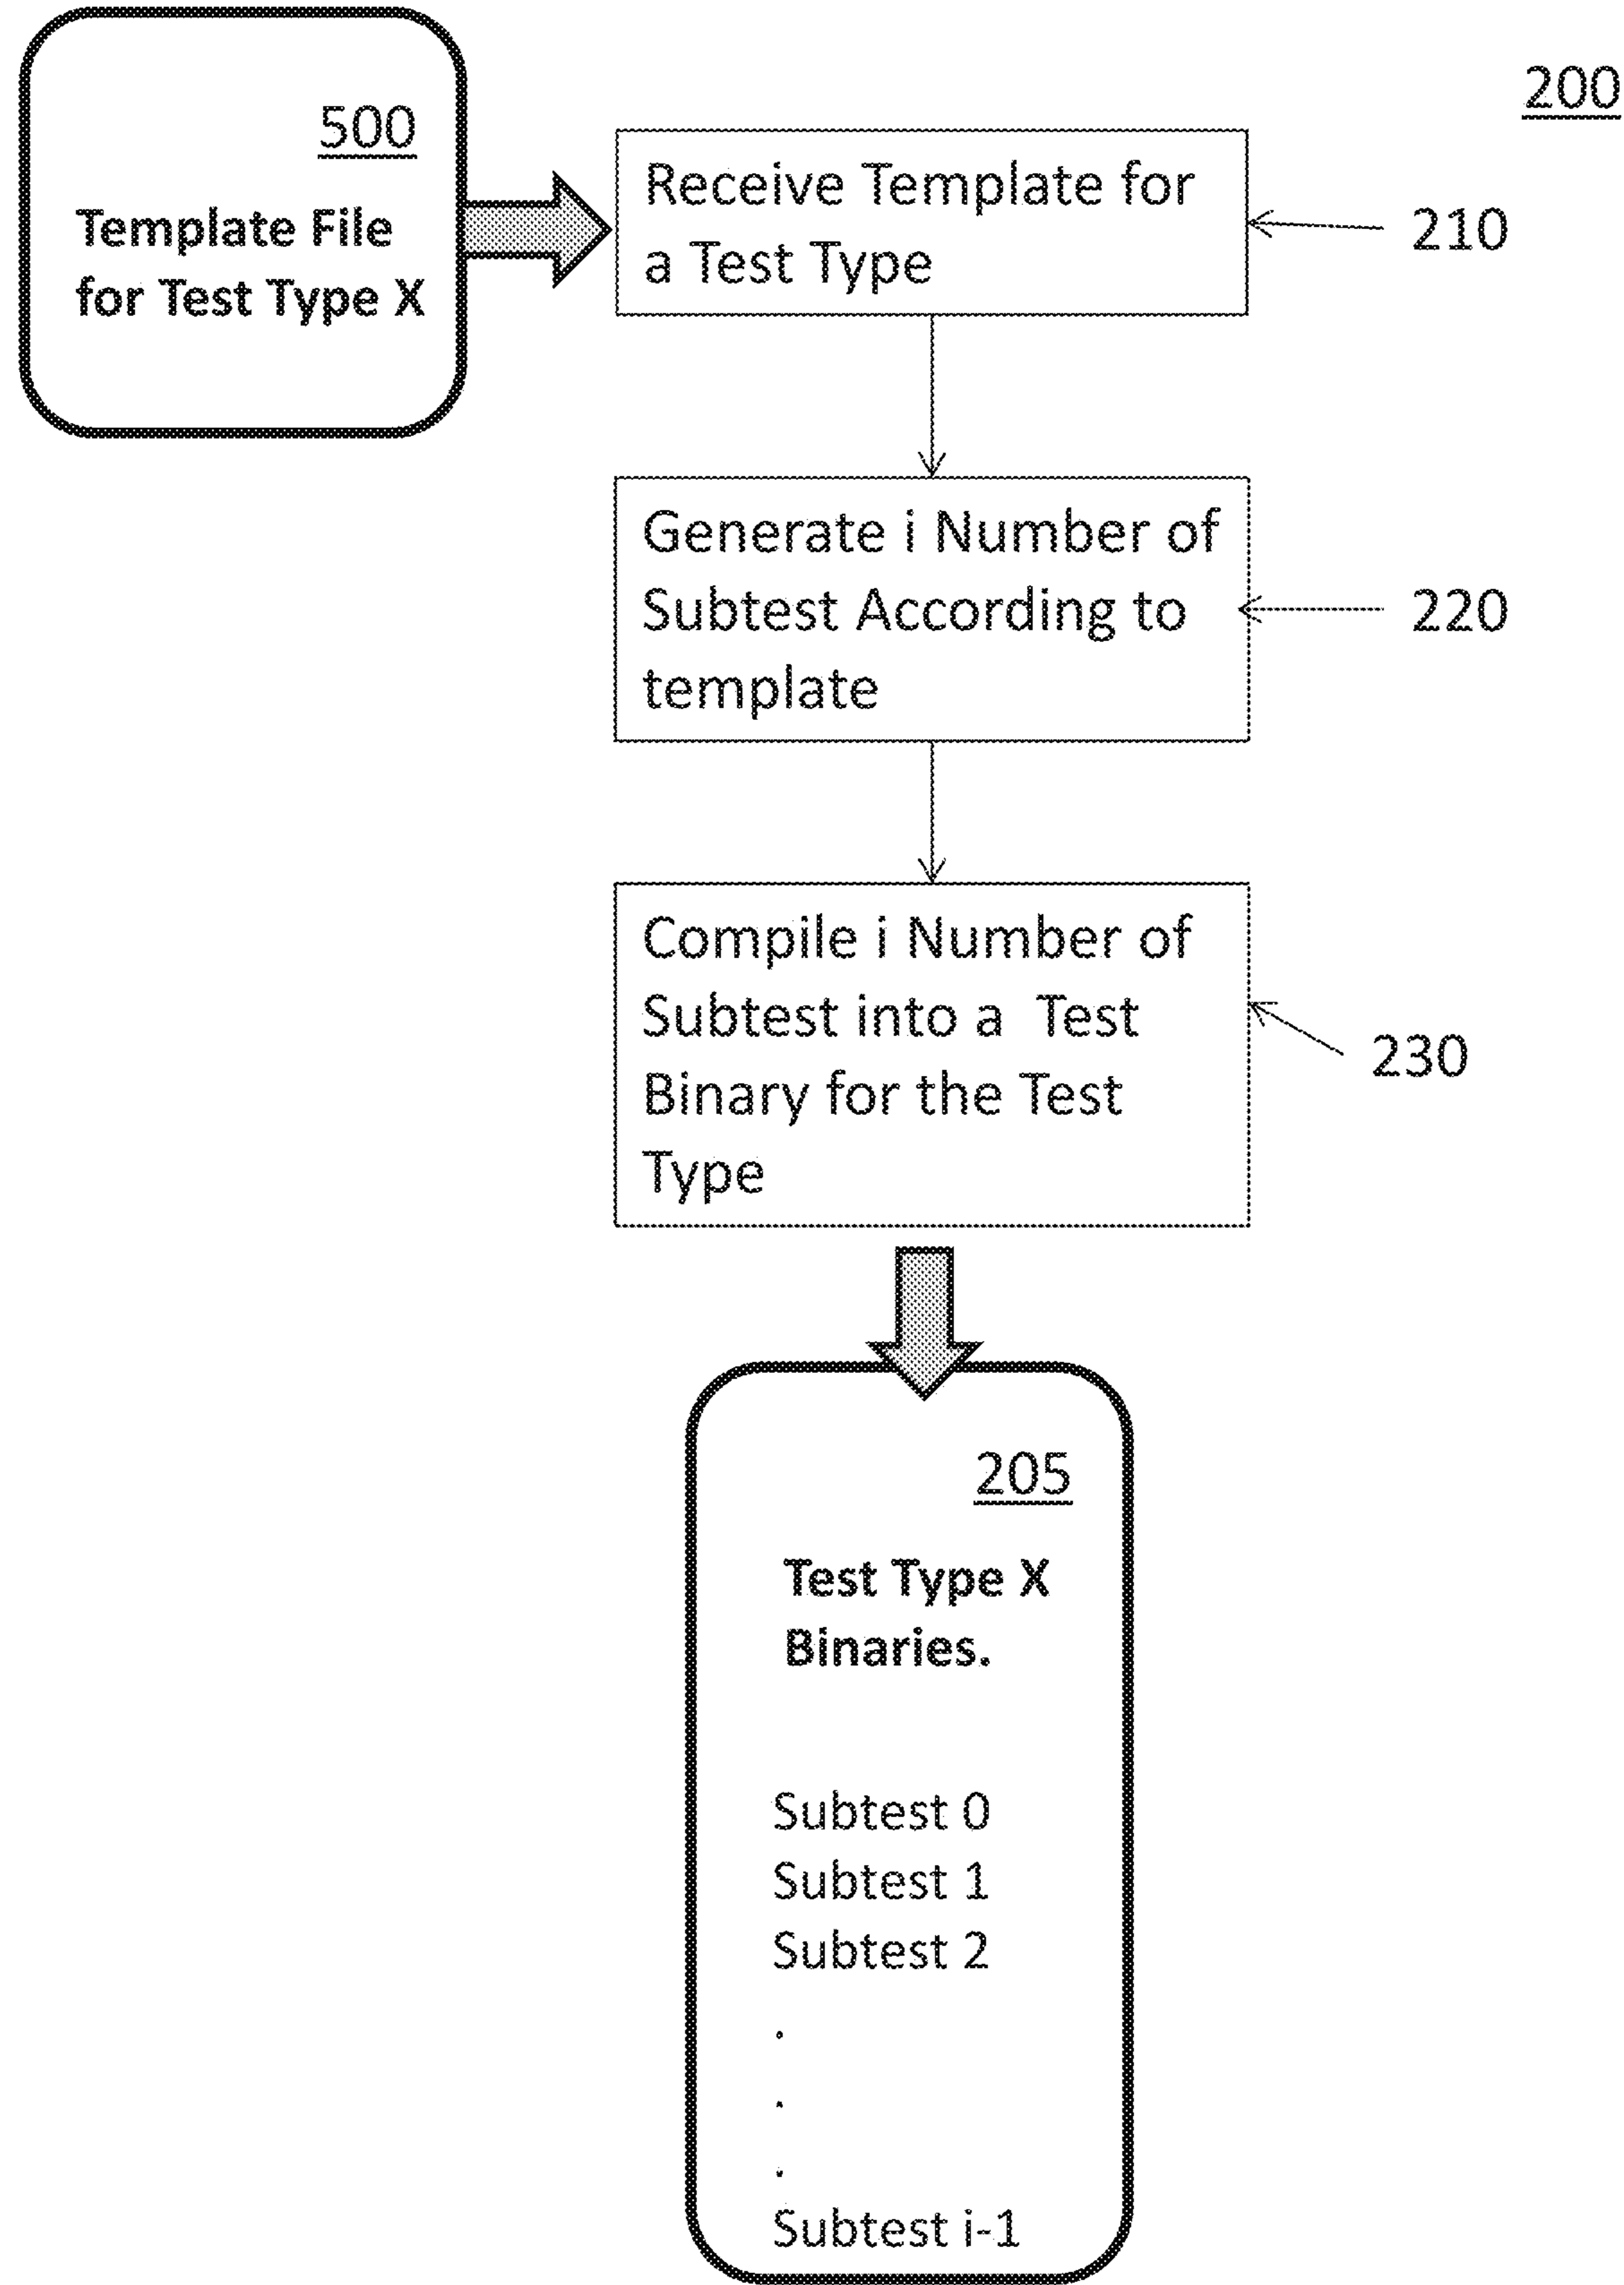 200
500
Template File
for Test Type X
Receive Template for
a Test Type
210
Generate i Number of
Subtest According to
template
220
Compile i Number of
Subtest into a Test
Binary for the Test
Type
230
205
Test Type X
Binaries.
Subtest 0
Subtest 1
Subtest 2
.
.
.
Subtest i-1